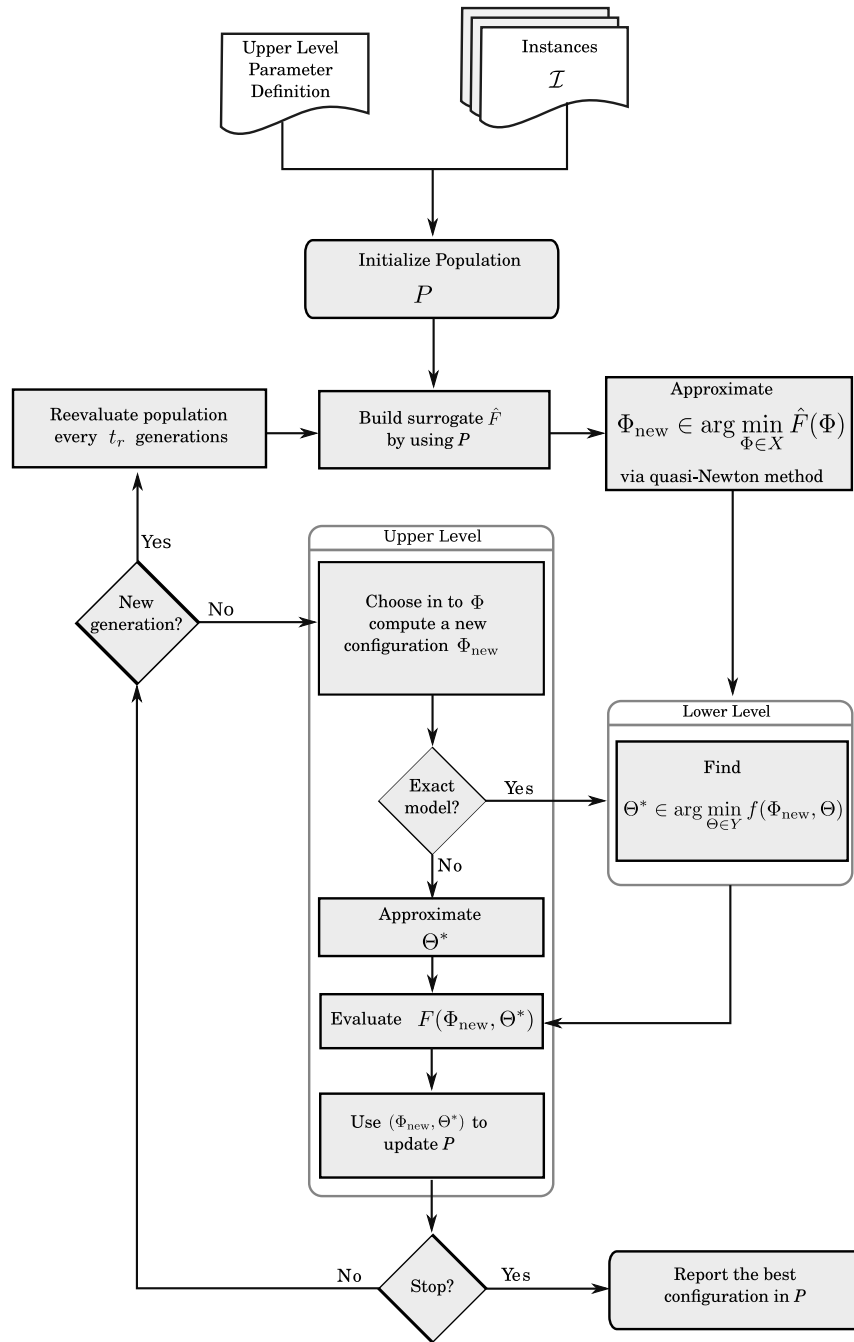 Upper Level
Parameter
Definition
Instances
𝓘
Initialize Population
P
Reevaluate population
every t_r generations
Build surrogate F̂
by using P
Approximate
Φ_new ∈ arg min_{Φ∈X} F̂(Φ)
via quasi-Newton method
Yes
New
generation?
No
Upper Level
Choose in to Φ
compute a new
configuration Φ_new
Exact
model?
Yes
No
Lower Level
Find
Θ* ∈ arg min_{Θ∈Y} f(Φ_new, Θ)
Approximate
Θ*
Evaluate F(Φ_new, Θ*)
Use (Φ_new, Θ*) to
update P
No
Stop?
Yes
Report the best
configuration in P